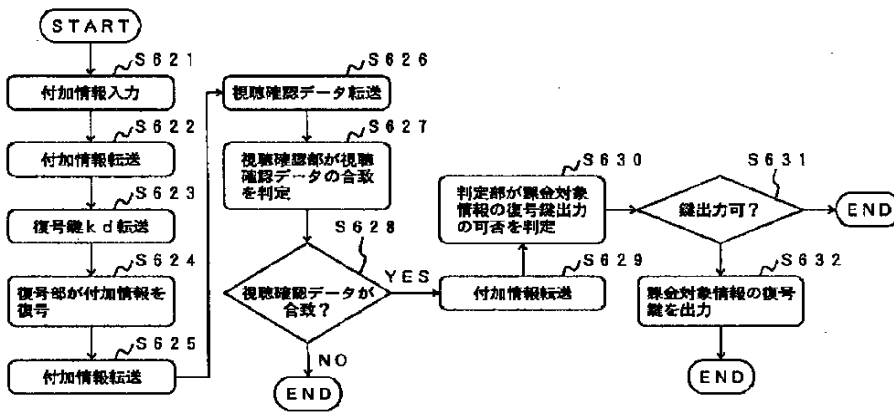 START
S621
付加情報入力
S622
付加情報転送
S623
復号鍵kd転送
S624
復号部が付加情報を
復号
S625
付加情報転送
S626
視聴確認データ転送
S627
視聴確認部が視聴
確認データの合致
を判定
S628
視聴確認データが
合致?
YES
NO
END
S629
付加情報転送
S630
判定部が課金対象
情報の復号鍵出力
の可否を判定
S631
鍵出力可?
END
S632
課金対象情報の復号
鍵を出力
END